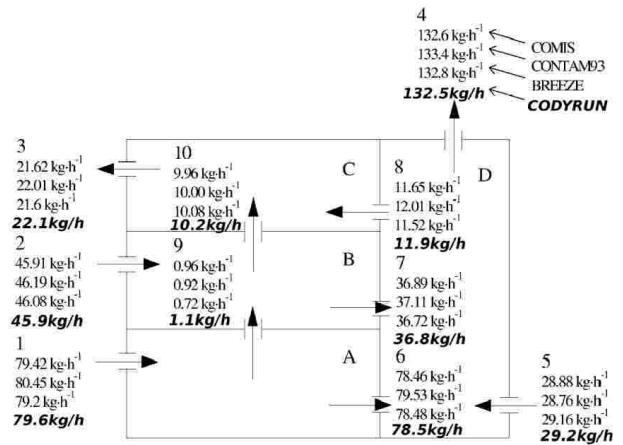 4
132.6 kg·h⁻¹
133.4 kg·h⁻¹
132.8 kg·h⁻¹
132.5kg/h
COMIS
CONTAM93
BREEZE
CODYRUN
3
21.62 kg·h⁻¹
22.01 kg·h⁻¹
21.6 kg·h⁻¹
22.1kg/h
10
9.96 kg·h⁻¹
10.00 kg·h⁻¹
10.08 kg·h⁻¹
10.2kg/h
C
8
11.65 kg·h⁻¹
12.01 kg·h⁻¹
11.52 kg·h⁻¹
11.9kg/h
D
2
45.91 kg·h⁻¹
46.19 kg·h⁻¹
46.08 kg·h⁻¹
45.9kg/h
9
0.96 kg·h⁻¹
0.92 kg·h⁻¹
0.72 kg·h⁻¹
1.1kg/h
B
7
36.89 kg·h⁻¹
37.11 kg·h⁻¹
36.72 kg·h⁻¹
36.8kg/h
1
79.42 kg·h⁻¹
80.45 kg·h⁻¹
79.2 kg·h⁻¹
79.6kg/h
A
6
78.46 kg·h⁻¹
79.53 kg·h⁻¹
78.48 kg·h⁻¹
78.5kg/h
5
28.88 kg·h⁻¹
28.76 kg·h⁻¹
29.16 kg·h⁻¹
29.2kg/h